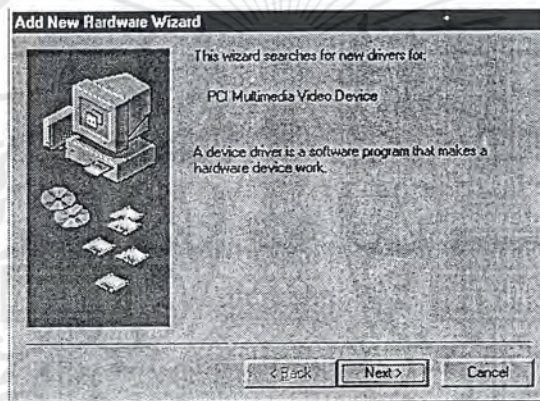 Add New Hardware Wizard
This wizard searches for new drivers for:
PCI Multimedia Video Device
A device driver is a software program that makes a
hardware device work.
< Back
Next >
Cancel